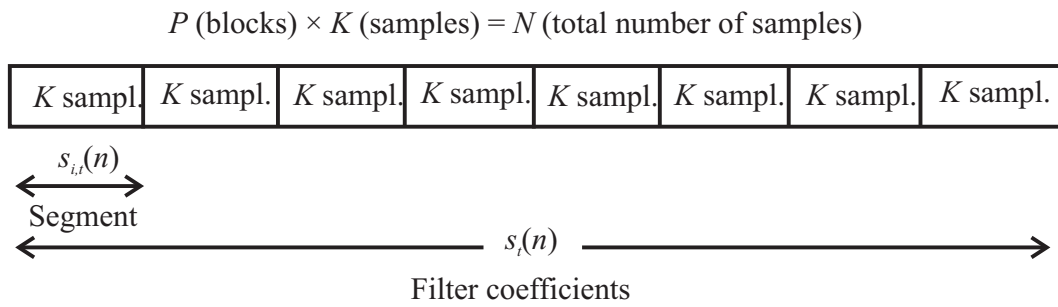 P (blocks) × K (samples) = N (total number of samples)
K sampl. K sampl. K sampl. K sampl. K sampl. K sampl. K sampl. K sampl.
s_{i,t}(n)
Segment
s_t(n)
Filter coefficients